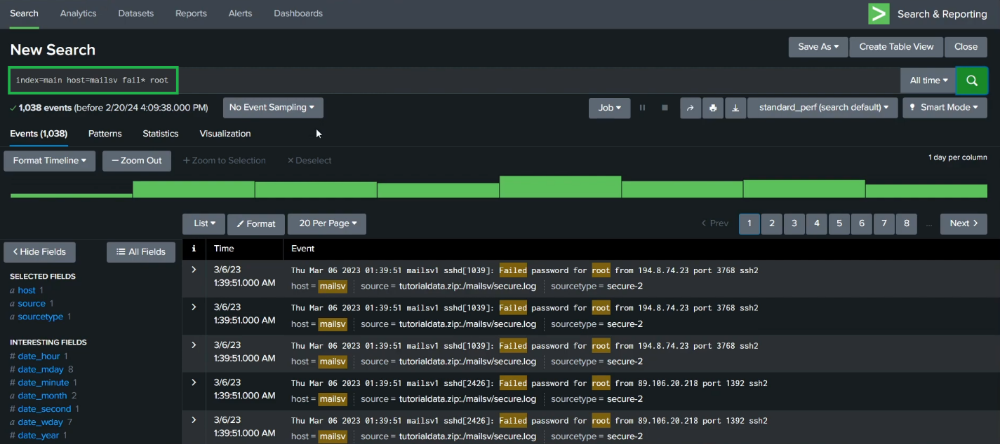 Search Analytics Datasets Reports Alerts Dashboards Search & Reporting
New Search
Save As Create Table View Close
index=main host=mailsv fail* root
All time
1,038 events (before 2/20/24 4:09:38.000 PM) No Event Sampling Job standard_perf (search default) Smart Mode
Events (1,038) Patterns Statistics Visualization
Format Timeline — Zoom Out + Zoom to Selection × Deselect 1 day per column
List Format 20 Per Page < Prev 1 2 3 4 5 6 7 8 ... Next >
< Hide Fields All Fields
i Time Event
SELECTED FIELDS
a host 1
a source 1
a sourcetype 1
INTERESTING FIELDS
# date_hour 1
# date_mday 8
# date_minute 1
a date_month 2
# date_second 1
a date_wday 7
# date_year 1
> 3/6/23 Thu Mar 06 2023 01:39:51 mailsv1 sshd[1039]: Failed password for root from 194.8.74.23 port 3768 ssh2
1:39:51.000 AM host = mailsv source = tutorialdata.zip:./mailsv/secure.log sourcetype = secure-2
> 3/6/23 Thu Mar 06 2023 01:39:51 mailsv1 sshd[1039]: Failed password for root from 194.8.74.23 port 3768 ssh2
1:39:51.000 AM host = mailsv source = tutorialdata.zip:./mailsv/secure.log sourcetype = secure-2
> 3/6/23 Thu Mar 06 2023 01:39:51 mailsv1 sshd[1039]: Failed password for root from 194.8.74.23 port 3768 ssh2
1:39:51.000 AM host = mailsv source = tutorialdata.zip:./mailsv/secure.log sourcetype = secure-2
> 3/6/23 Thu Mar 06 2023 01:39:51 mailsv1 sshd[2426]: Failed password for root from 89.106.20.218 port 1392 ssh2
1:39:51.000 AM host = mailsv source = tutorialdata.zip:./mailsv/secure.log sourcetype = secure-2
> 3/6/23 Thu Mar 06 2023 01:39:51 mailsv1 sshd[2426]: Failed password for root from 89.106.20.218 port 1392 ssh2
1:39:51.000 AM host = mailsv source = tutorialdata.zip:./mailsv/secure.log sourcetype = secure-2